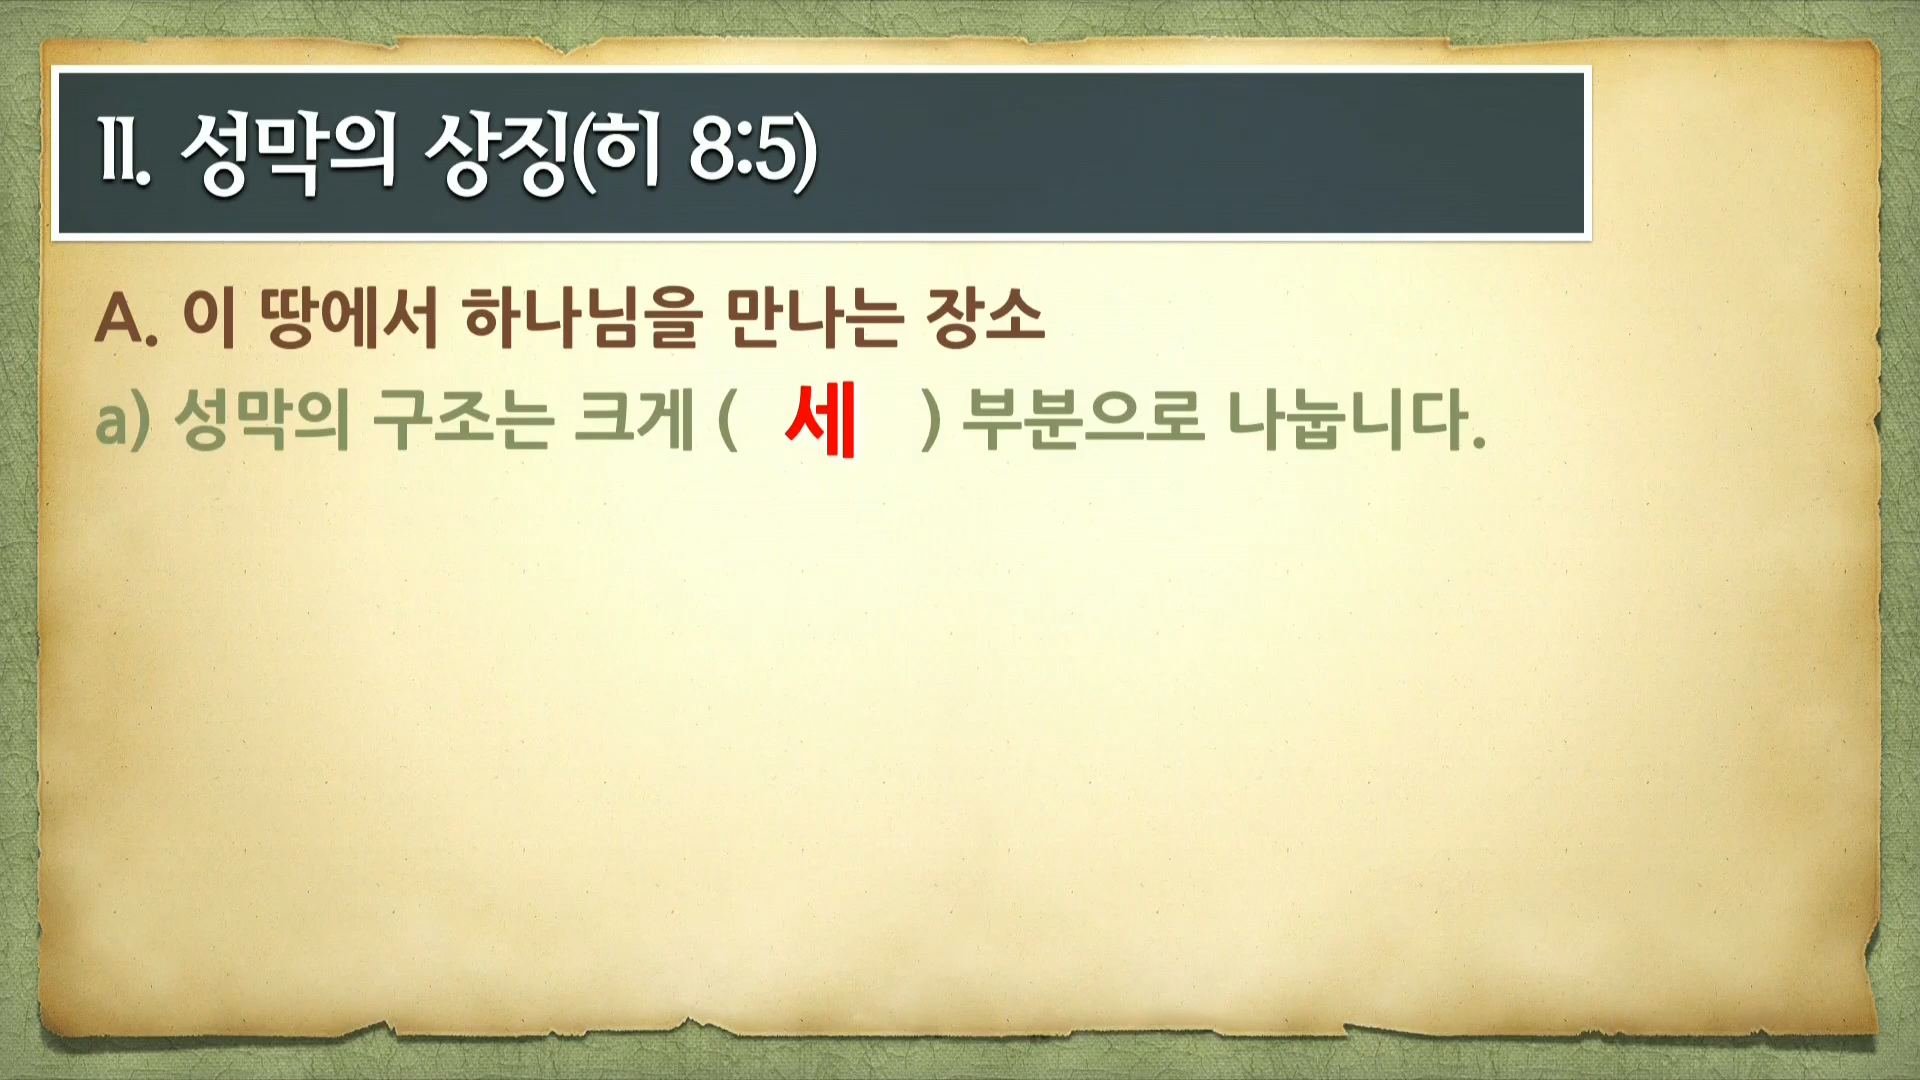 II. 성막의 상징(히 8:5)
A. 이 땅에서 하나님을 만나는 장소
a) 성막의 구조는 크게 ( 세 ) 부분으로 나눕니다.